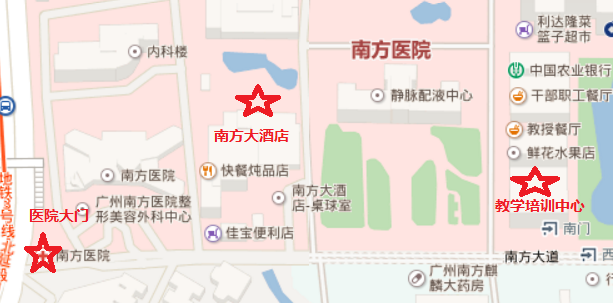 利达隆菜
篮子超市
内科楼
南方医院
中国农业银行
静脉配液中心
干部职工餐厅
南方大酒店
教授餐厅
鲜花水果店
快餐炖品店
南方医院
地铁3号线北延段
南方大酒
店-桌球室
教学培训中心
广州南方医院整
形美容外科中心
医院大门
佳宝便利店
南门
南方医院
南方大道
西
广州南方麒
麟大药房
行